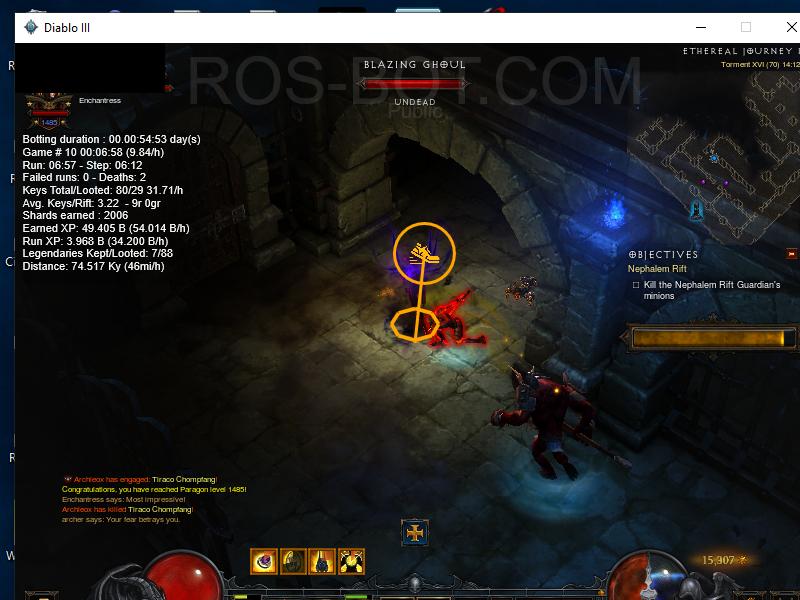 Diablo III
ROS-BOT.COM
Public
BLAZING GHOUL
UNDEAD
ETHEREAL JOURNEY
Torment XVI (70) 14:12
Enchantress
1485
Botting duration : 00.00:54:53 day(s)
Game # 10 00:06:58 (9.84/h)
Run: 06:57 - Step: 06:12
Failed runs: 0 - Deaths: 2
Keys Total/Looted: 80/29 31.71/h
Avg. Keys/Rift: 3.22 - 9r 0gr
Shards earned : 2006
Earned XP: 49.405 B (54.014 B/h)
Run XP: 3.968 B (34.200 B/h)
Legendaries Kept/Looted: 7/88
Distance: 74.517 Ky (46mi/h)
OBJECTIVES
Nephalem Rift
Kill the Nephalem Rift Guardian's
minions
Archleox has engaged: Tiraco Chompfang!
Congratulations, you have reached Paragon level 1485!
Enchantress says: Most impressive!
Archleox has killed Tiraco Chompfang!
archer says: Your fear betrays you.
15,907